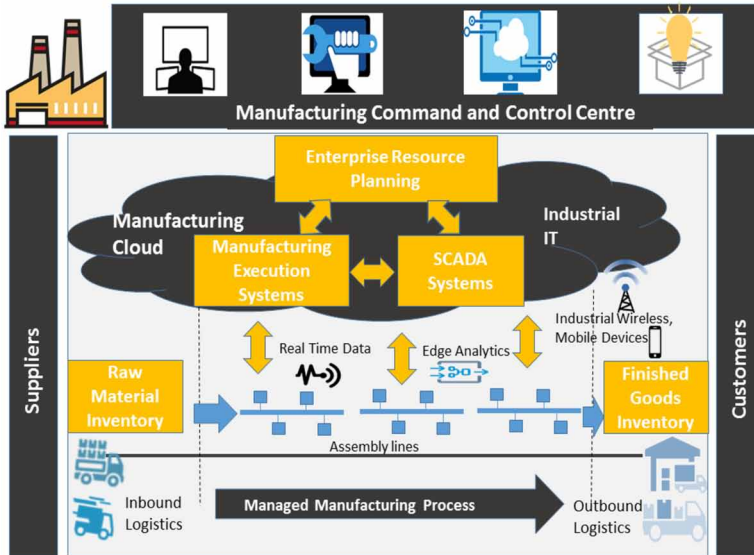 Manufacturing Command and Control Centre
Enterprise Resource
Planning
Manufacturing
Cloud
Industrial
IT
Manufacturing
Execution
Systems
SCADA
Systems
Industrial Wireless,
Mobile Devices
Real Time Data
Edge Analytics
Suppliers
Customers
Raw
Material
Inventory
Finished
Goods
Inventory
Assembly lines
Inbound
Logistics
Managed Manufacturing Process
Outbound
Logistics